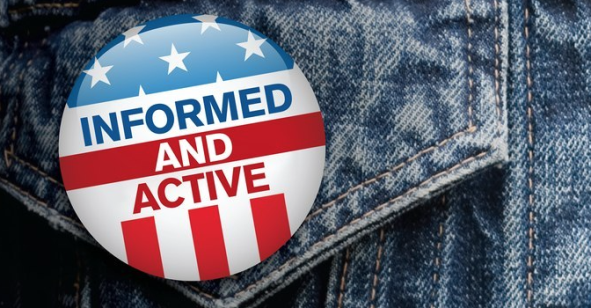 INFORMED
AND
ACTIVE